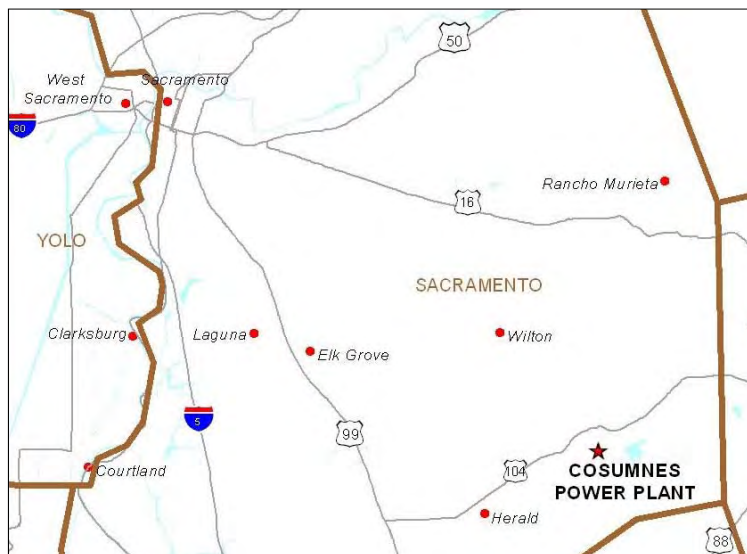 50
West
Sacramento
Sacramento
80
Rancho Murieta
16
YOLO
SACRAMENTO
Clarksburg
Laguna
Wilton
Elk Grove
5
99
COSUMNES
POWER PLANT
104
Courtland
Herald
88